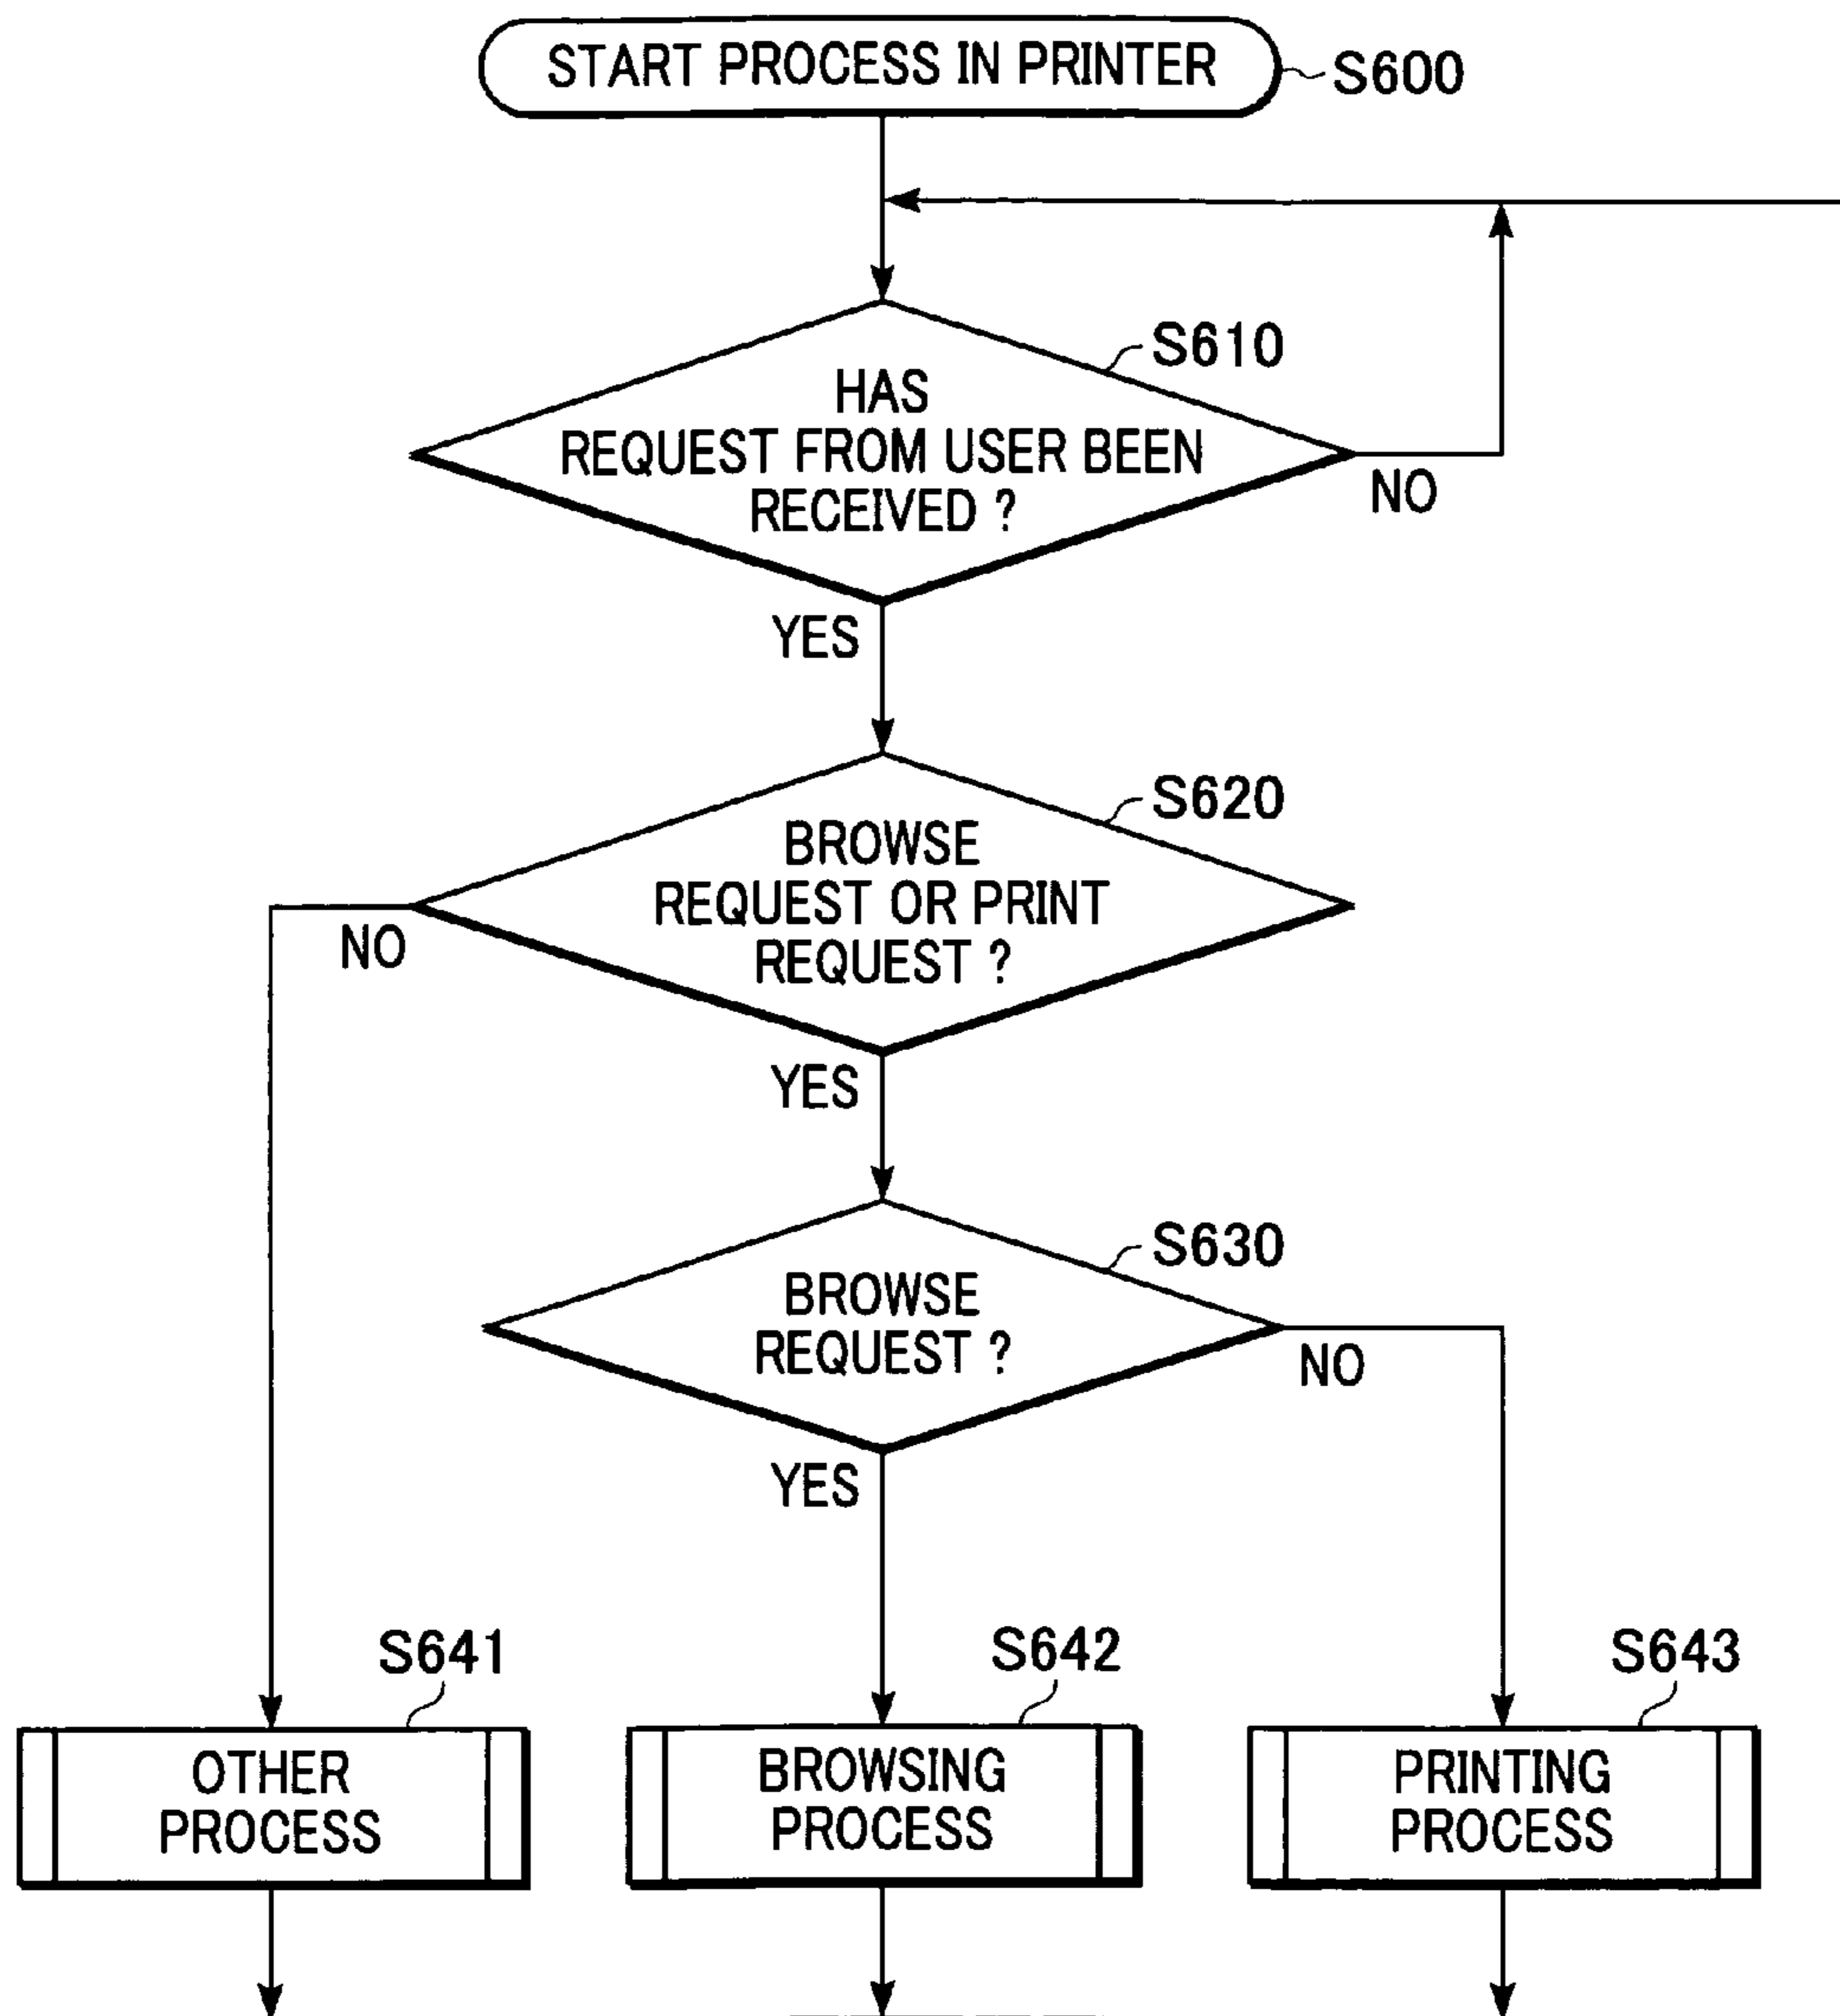 START PROCESS IN PRINTER
S600
S610
HAS
REQUEST FROM USER BEEN
RECEIVED ?
NO
YES
S620
BROWSE
REQUEST OR PRINT
REQUEST ?
NO
YES
S630
BROWSE
REQUEST ?
NO
YES
S641
S642
S643
OTHER
PROCESS
BROWSING
PROCESS
PRINTING
PROCESS